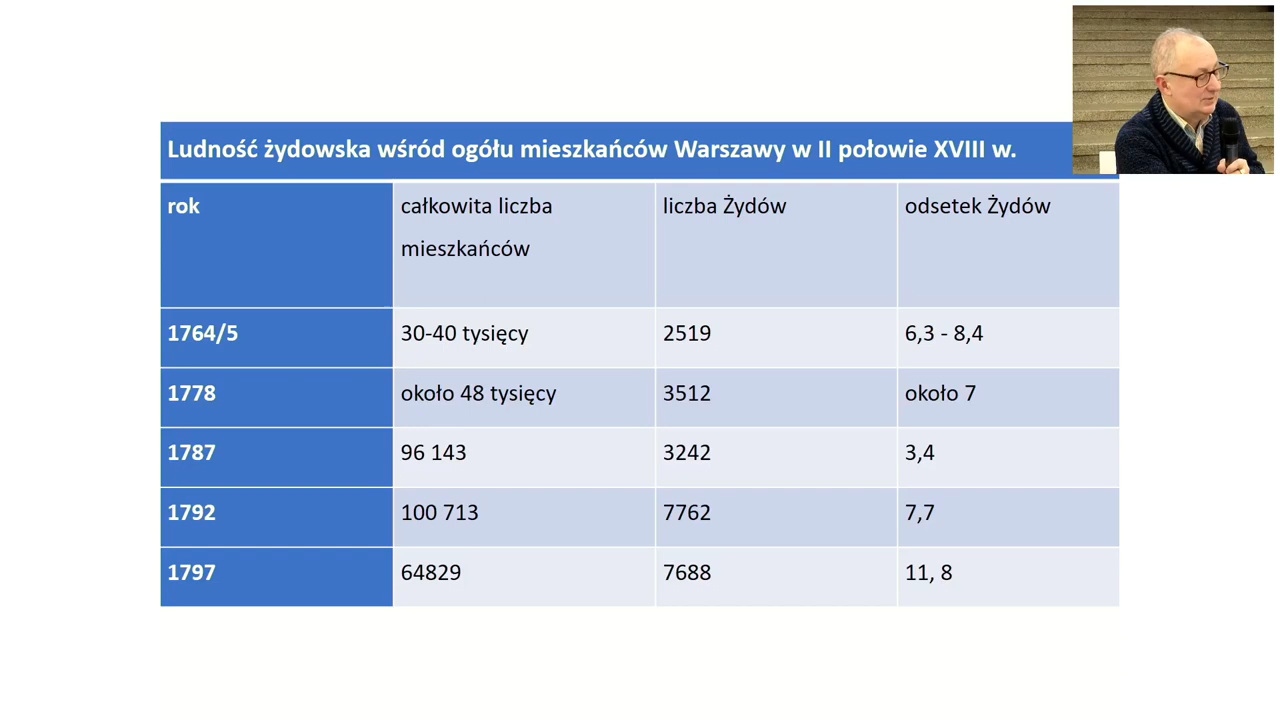 Ludność żydowska wśród ogółu mieszkańców Warszawy w II połowie XVIII w.
rok całkowita liczba liczba Żydów odsetek Żydów
mieszkańców
1764/5 30-40 tysięcy 2519 6,3 - 8,4
1778 około 48 tysięcy 3512 około 7
1787 96 143 3242 3,4
1792 100 713 7762 7,7
1797 64829 7688 11, 8